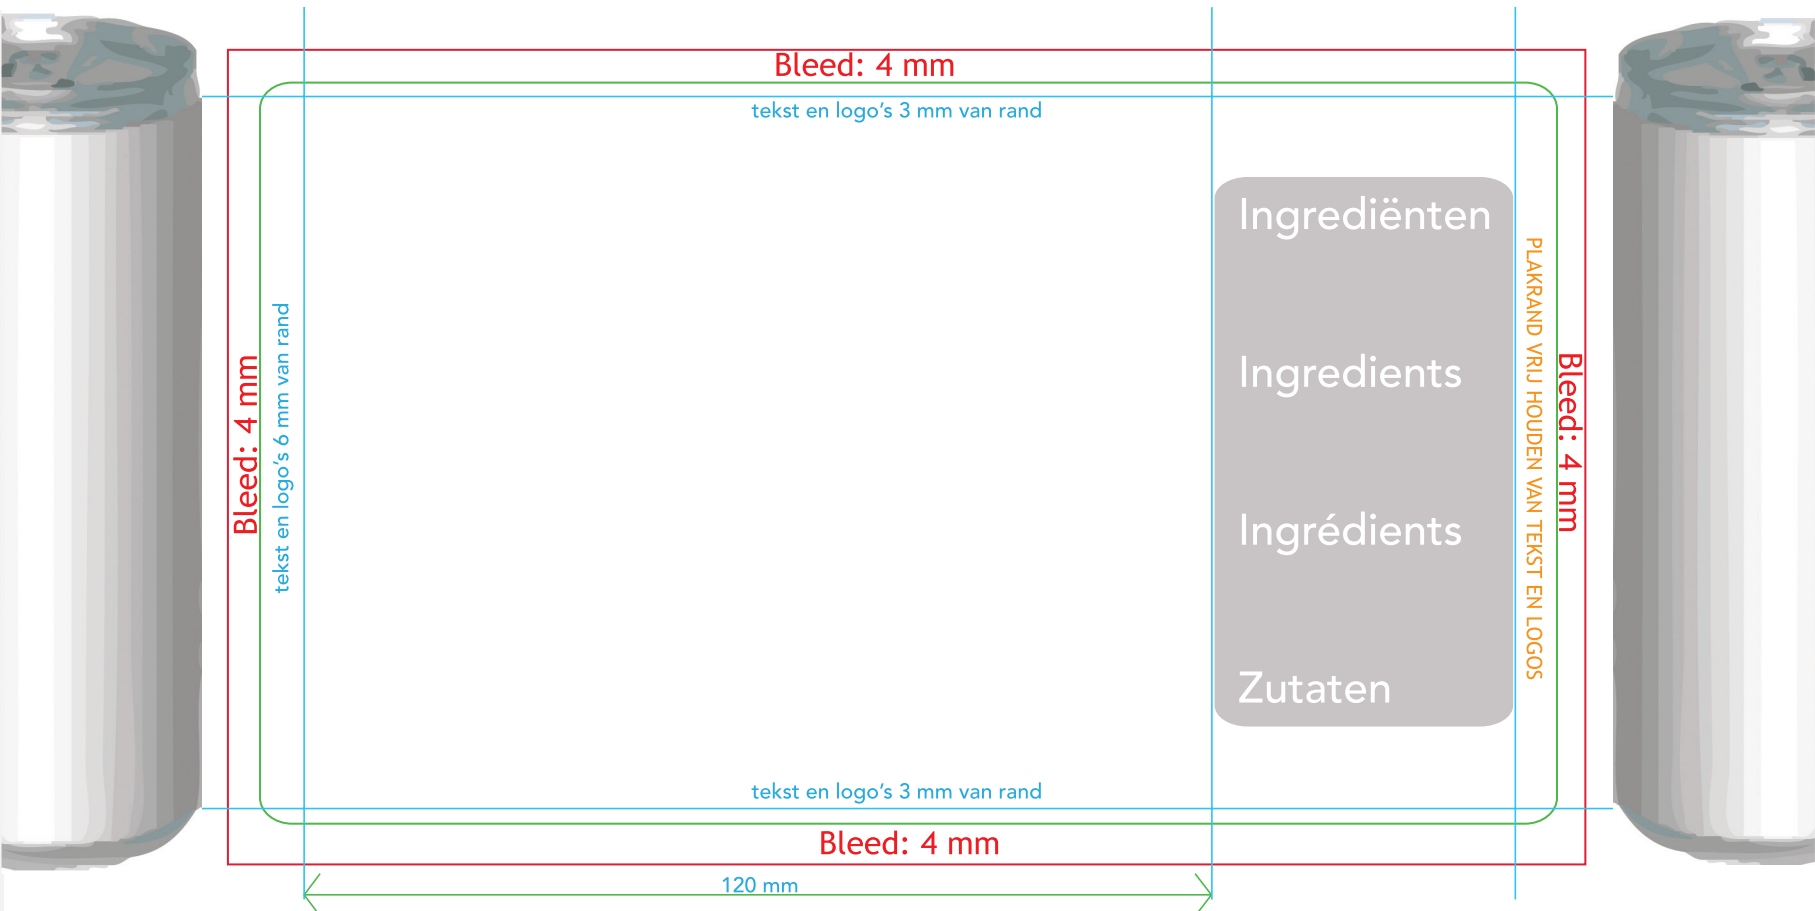 Bleed: 4 mm
tekst en logo’s 3 mm van rand
Bleed: 4 mm
tekst en logo’s 6 mm van rand
Ingrediënten
Ingredients
Ingrédients
Zutaten
PLAKRAND VRIJ HOUDEN VAN TEKST EN LOGOS
Bleed: 4 mm
tekst en logo’s 3 mm van rand
Bleed: 4 mm
120 mm